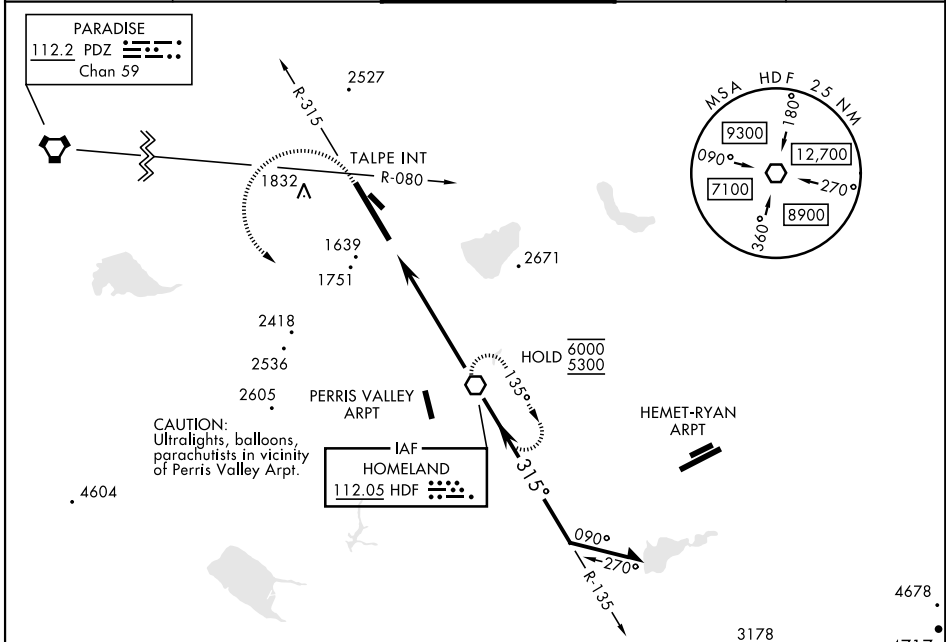 PARADISE
112.2 PDZ
Chan 59
2527
R-315
TALPE INT
R-080
1832
MSA HDF 25 NM
180°
9300
12,700
090°
270°
7100
8900
360°
1639
1751
2671
2418
2536
2605
HOLD 6000
5300
135°
PERRIS VALLEY
ARPT
HEMET-RYAN
ARPT
CAUTION:
Ultralights, balloons,
parachutists in vicinity
of Perris Valley Arpt.
IAF
HOMELAND
112.05 HDF
315°
4604
090°
270°
R-135
4678
3178